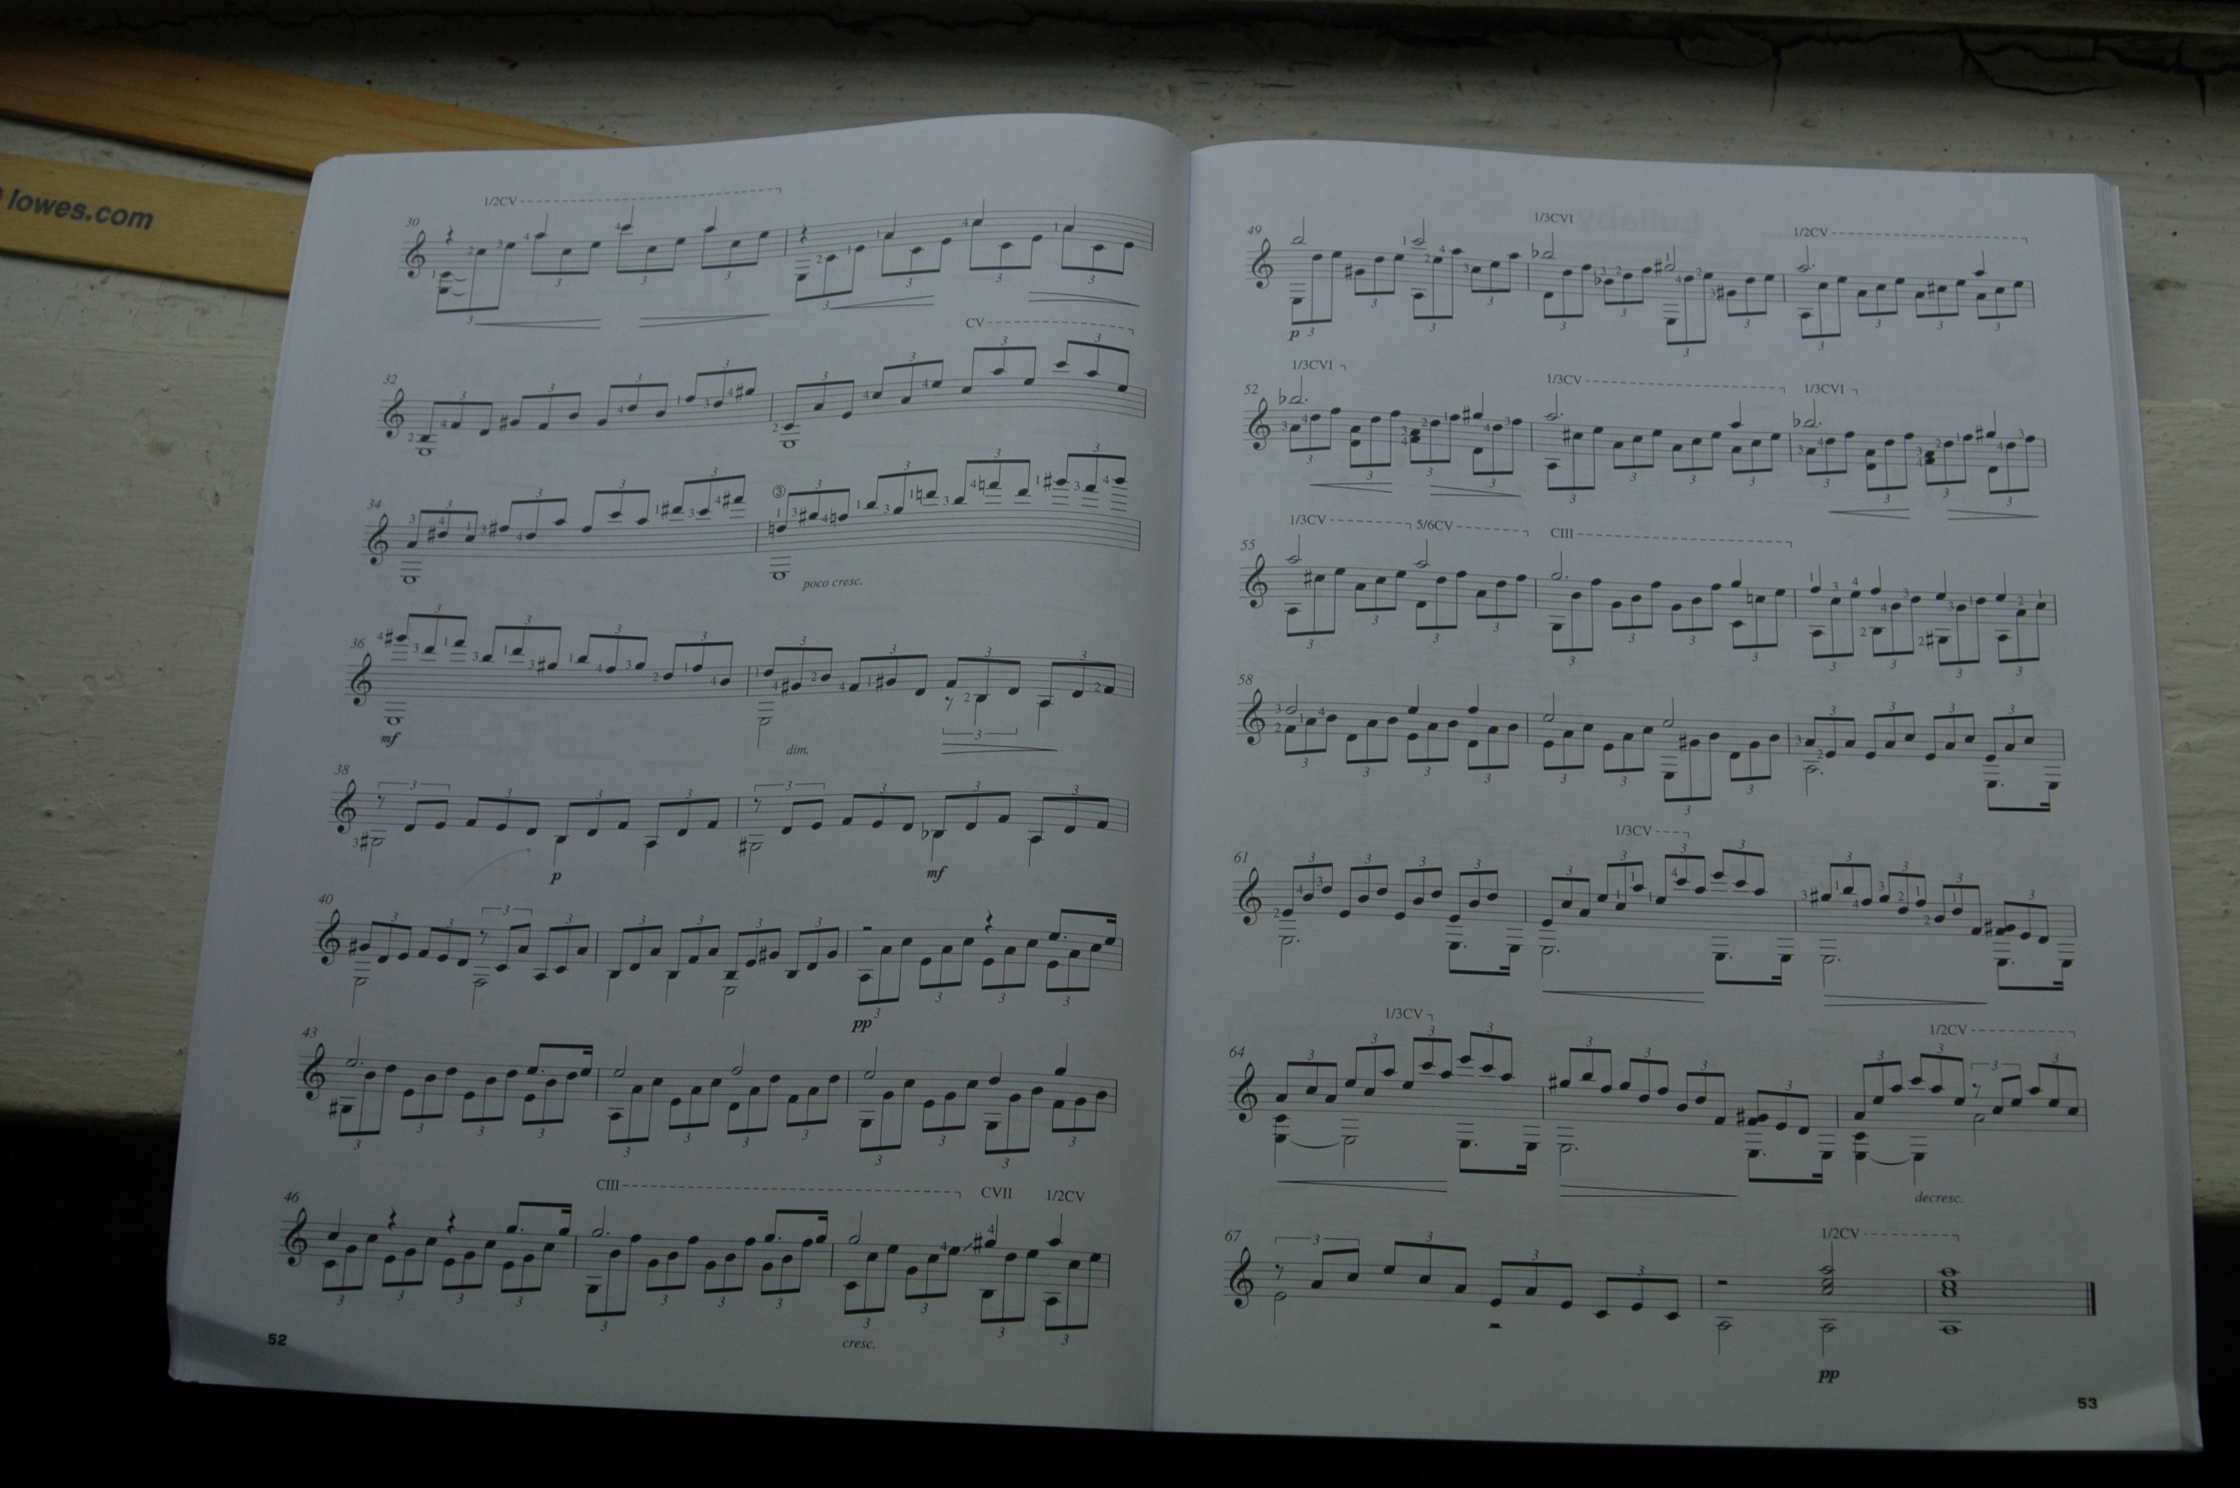 lowes.com
1/2CV
30
CV
32
34
③
poco cresc.
36
mf
dim.
38
p
mf
40
pp
43
CIII
CVII
1/2CV
46
cresc.
52
1/3CVI
1/2CV
49
p
1/3CVI
1/3CV
1/3CVI
52
1/3CV
5/6CV
CIII
55
58
1/3CV
61
1/3CV
1/2CV
64
decresc.
1/2CV
67
pp
53